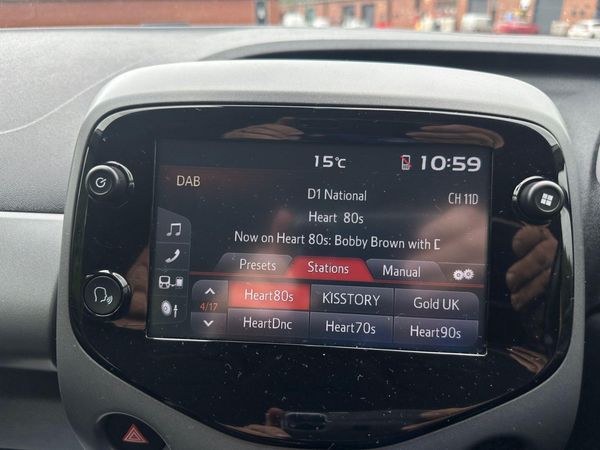 15°C 10:59
DAB
D1 National CH 11D
Heart 80s
Now on Heart 80s: Bobby Brown with D
Presets Stations Manual
4/17 Heart80s KISSTORY Gold UK
HeartDnc Heart70s Heart90s